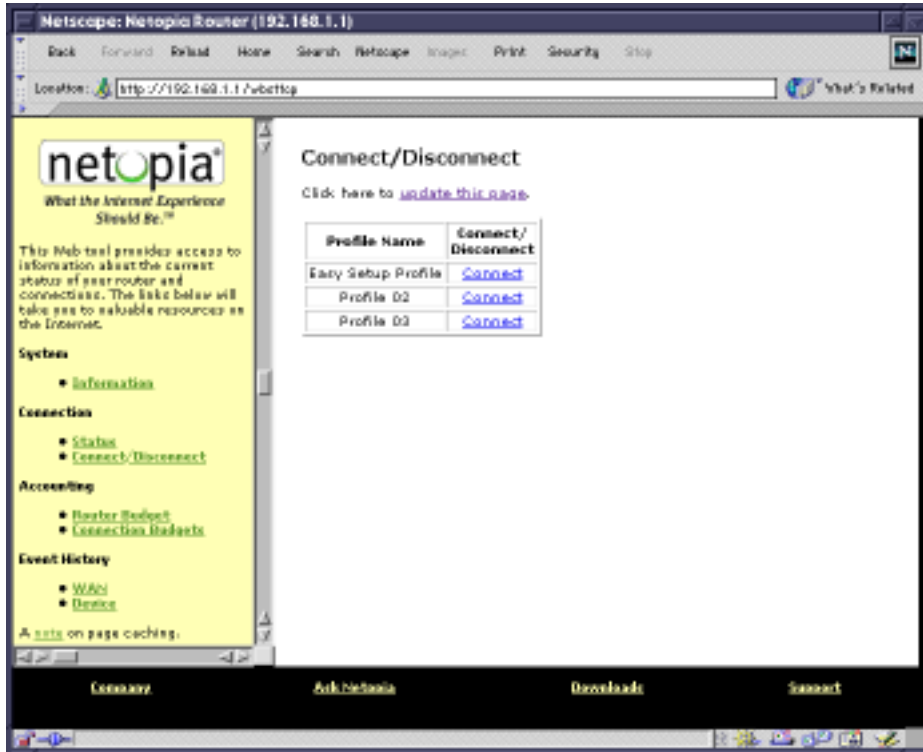 Netscape: Netopia Router (192.168.1.1)
Back Forward Reload Home Search Netscape Images Print Security Stop
Location: http://192.168.1.1/
What's Related
netopia
What the Internet Experience
Should Be.™
This Web tool provides access to
information about the current
status of your router and
connections. The links below will
take you to valuable resources on
the Internet.
System
Information
Connection
Status
Connect/Disconnect
Accounting
Router Budget
Connection Budgets
Event History
WAN
Device
A note on page caching.
Connect/Disconnect
Click here to update this page.
Profile Name Connect/
Disconnect
Easy Setup Profile Connect
Profile 02 Connect
Profile 03 Connect
Company Ask Netopia Downloads Support